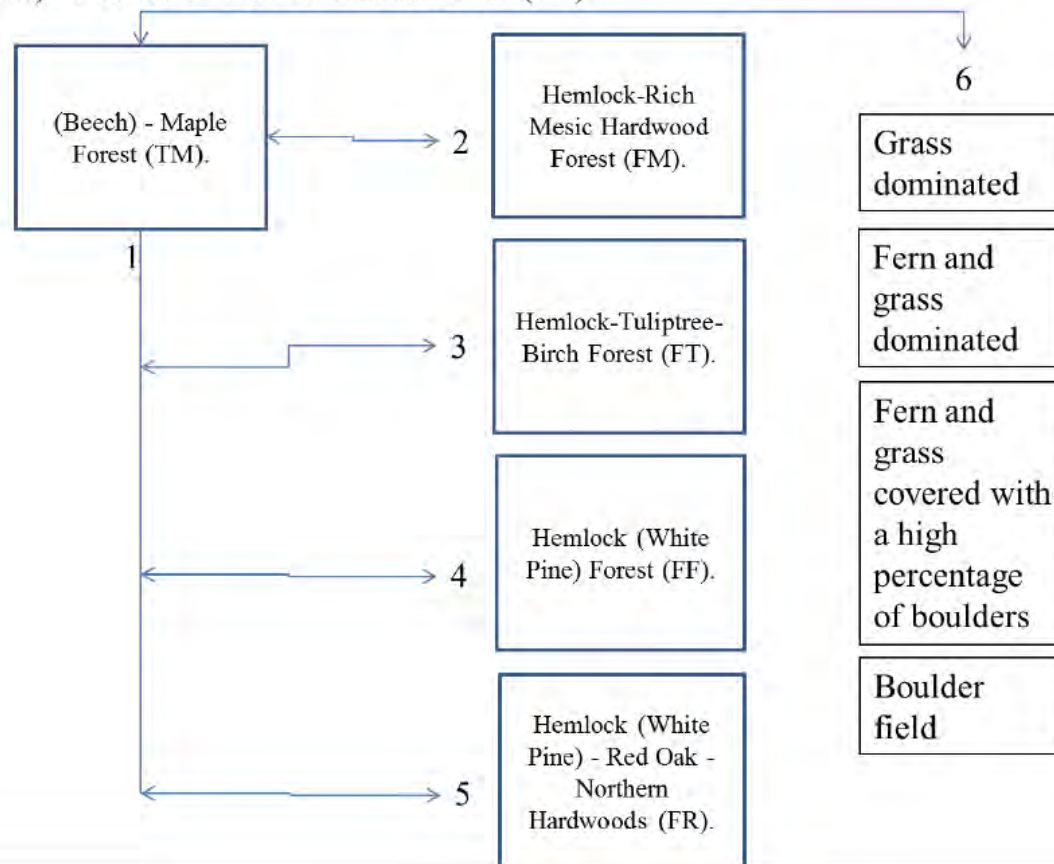 (Beech) - Maple
Forest (TM).
1
2
Hemlock-Rich
Mesic Hardwood
Forest (FM).
3
Hemlock-Tuliptree-
Birch Forest (FT).
4
Hemlock (White
Pine) Forest (FF).
5
Hemlock (White
Pine) - Red Oak -
Northern
Hardwoods (FR).
6
Grass
dominated
Fern and
grass
dominated
Fern and
grass
covered with
a high
percentage
of boulders
Boulder
field